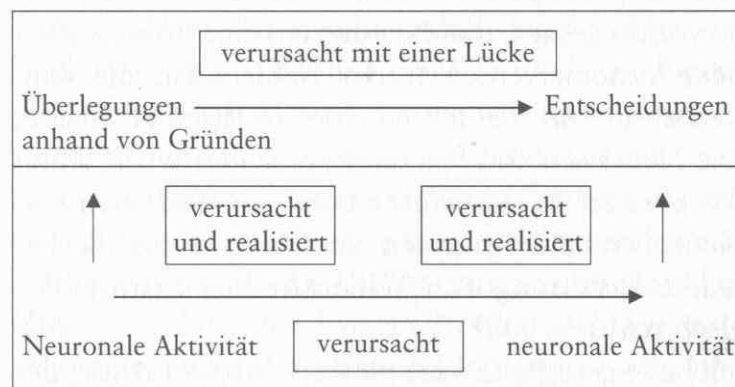 verursacht mit einer Lücke
Überlegungen
anhand von Gründen
Entscheidungen
verursacht
und realisiert
verursacht
und realisiert
Neuronale Aktivität
verursacht
neuronale Aktivität